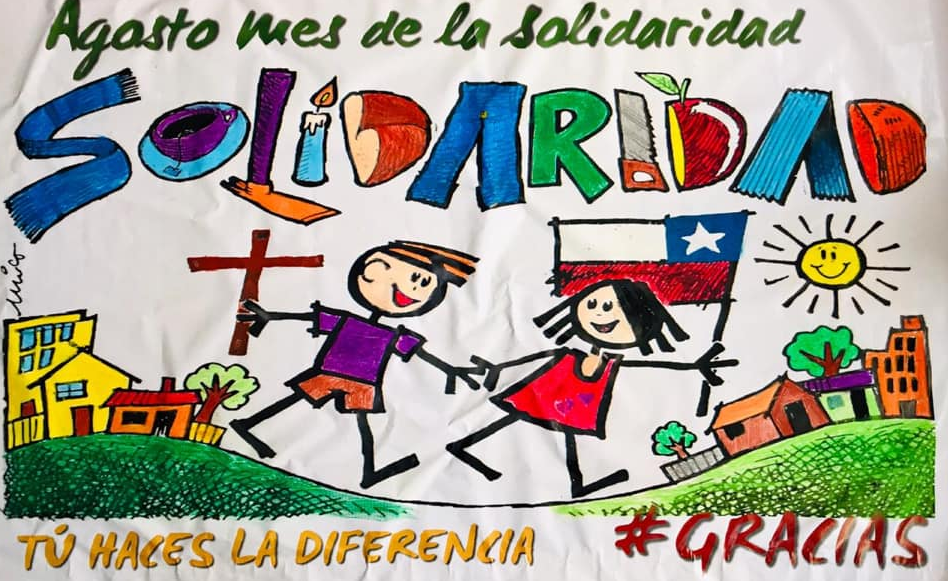 Agosto mes de la solidaridad
SOLIDARIDAD
TÚ HACES LA DIFERENCIA
#GRACIAS